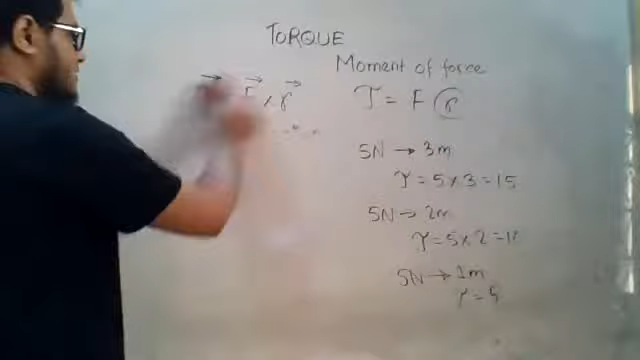 TORQUE
Moment of force
F × r
τ = F r
5N → 3m
τ = 5 × 3 = 15
5N → 2m
τ = 5 × 2 = 10
5N → 1m
τ = 5